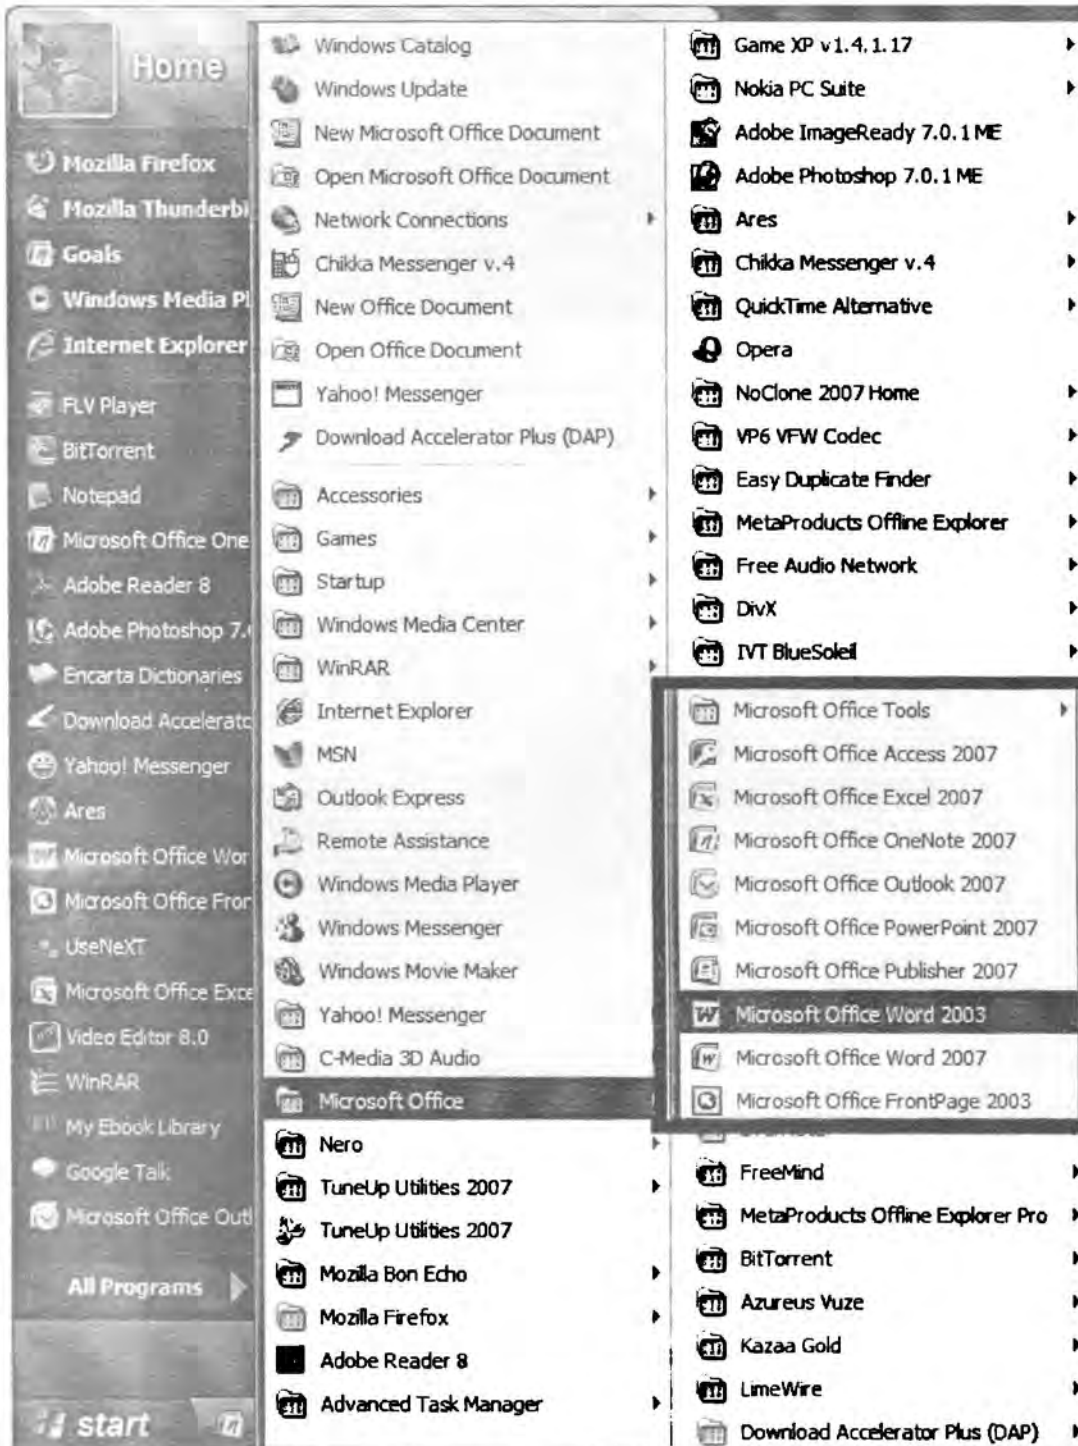 Home
Mozilla Firefox
Mozilla Thunderbi
Goals
Windows Media Pl
Internet Explorer
FLV Player
BitTorrent
Notepad
Microsoft Office One
Adobe Reader 8
Adobe Photoshop 7.
Encarta Dictionaries
Download Accelerato
Yahoo! Messenger
Ares
Microsoft Office Wor
Microsoft Office Fron
UseNeXT
Microsoft Office Exce
Video Editor 8.0
WinRAR
My Ebook Library
Google Talk
Microsoft Office Outl
All Programs
start
Windows Catalog
Windows Update
New Microsoft Office Document
Open Microsoft Office Document
Network Connections
Chikka Messenger v.4
New Office Document
Open Office Document
Yahoo! Messenger
Download Accelerator Plus (DAP)
Accessories
Games
Startup
Windows Media Center
WinRAR
Internet Explorer
MSN
Outlook Express
Remote Assistance
Windows Media Player
Windows Messenger
Windows Movie Maker
Yahoo! Messenger
C-Media 3D Audio
Microsoft Office
Nero
TuneUp Utilities 2007
TuneUp Utilities 2007
Mozilla Bon Echo
Mozilla Firefox
Adobe Reader 8
Advanced Task Manager
Game XP v1.4.1.17
Nokia PC Suite
Adobe ImageReady 7.0.1 ME
Adobe Photoshop 7.0.1 ME
Ares
Chikka Messenger v.4
QuickTime Alternative
Opera
NoClone 2007 Home
VP6 VFW Codec
Easy Duplicate Finder
MetaProducts Offline Explorer
Free Audio Network
DivX
IVT BlueSoleil
Microsoft Office Tools
Microsoft Office Access 2007
Microsoft Office Excel 2007
Microsoft Office OneNote 2007
Microsoft Office Outlook 2007
Microsoft Office PowerPoint 2007
Microsoft Office Publisher 2007
Microsoft Office Word 2003
Microsoft Office Word 2007
Microsoft Office FrontPage 2003
FreeMind
MetaProducts Offline Explorer Pro
BitTorrent
Azureus Vuze
Kazaa Gold
LimeWire
Download Accelerator Plus (DAP)